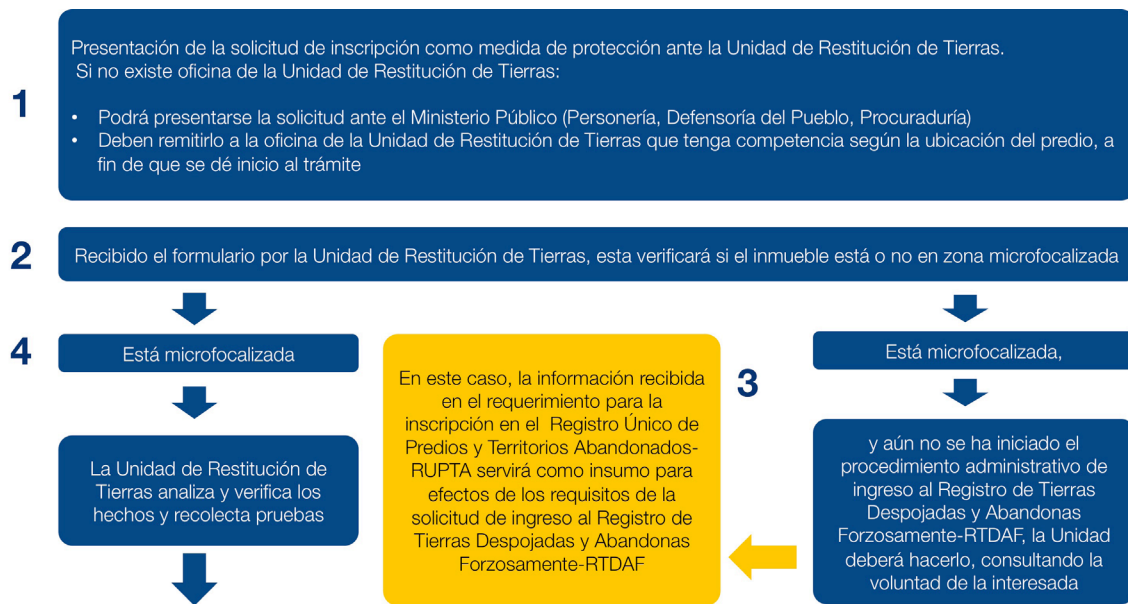 1
Presentación de la solicitud de inscripción como medida de protección ante la Unidad de Restitución de Tierras.
Si no existe oficina de la Unidad de Restitución de Tierras:
• Podrá presentarse la solicitud ante el Ministerio Público (Personería, Defensoría del Pueblo, Procuraduría)
• Deben remitirlo a la oficina de la Unidad de Restitución de Tierras que tenga competencia según la ubicación del predio, a
fin de que se dé inicio al trámite
2
Recibido el formulario por la Unidad de Restitución de Tierras, esta verificará si el inmueble está o no en zona microfocalizada
4
Está microfocalizada
La Unidad de Restitución de
Tierras analiza y verifica los
hechos y recolecta pruebas
En este caso, la información recibida
en el requerimiento para la
inscripción en el Registro Único de
Predios y Territorios Abandonados-
RUPTA servirá como insumo para
efectos de los requisitos de la
solicitud de ingreso al Registro de
Tierras Despojadas y Abandonas
Forzosamente-RTDAF
3
Está microfocalizada,
y aún no se ha iniciado el
procedimiento administrativo de
ingreso al Registro de Tierras
Despojadas y Abandonas
Forzosamente-RTDAF, la Unidad
deberá hacerlo, consultando la
voluntad de la interesada